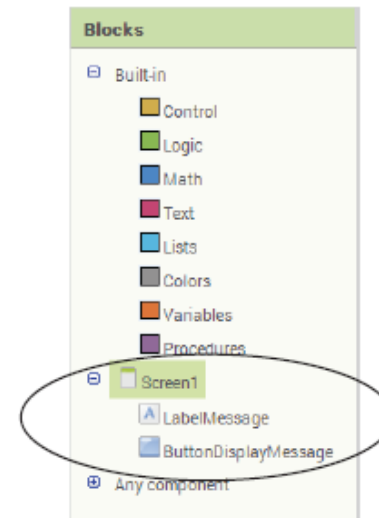 Blocks
Built-in
Control
Logic
Math
Text
Lists
Colors
Variables
Procedures
Screen1
LabelMessage
ButtonDisplayMessage
Any component